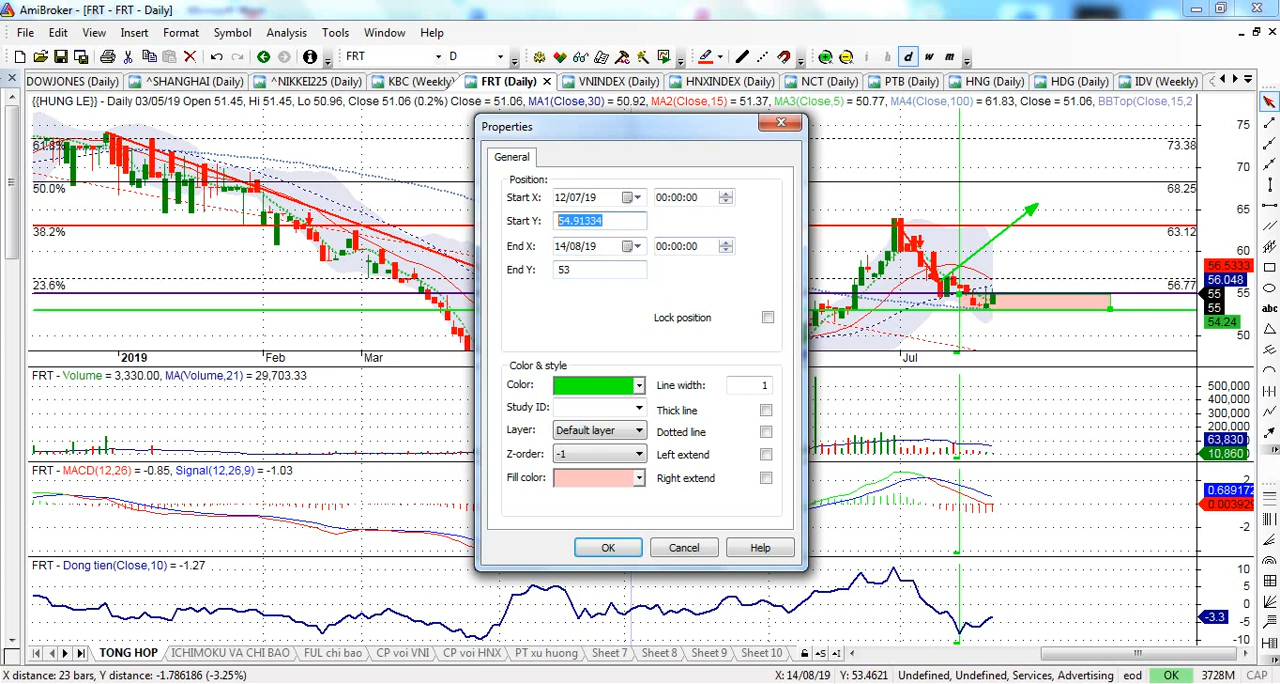 AmiBroker - [FRT - FRT - Daily]
File Edit View Insert Format Symbol Analysis Tools Window Help
FRT D i h d w m
DOWJONES (Daily) ^SHANGHAI (Daily) ^NIKKEI225 (Daily) KBC (Weekly) FRT (Daily) VNINDEX (Daily) HNXINDEX (Daily) NCT (Daily) PTB (Daily) HNG (Daily) HDG (Daily) IDV (Weekly)
{{HUNG LE}} - Daily 03/05/19 Open 51.45, Hi 51.45, Lo 50.96, Close 51.06 (0.2%) Close = 51.06, MA1(Close,30) = 50.92, MA2(Close,15) = 51.37, MA3(Close,5) = 50.77, MA4(Close,100) = 61.83, Close = 51.06, BBTop(Close,15,2
Properties
General
Position:
Start X: 12/07/19 00:00:00
Start Y: 54.91334
End X: 14/08/19 00:00:00
End Y: 53
Lock position
Color & style
Color: Line width: 1
Study ID: Thick line
Layer: Default layer Dotted line
Z-order: -1 Left extend
Fill color: Right extend
OK Cancel Help
61.8%
50.0%
38.2%
23.6%
75
73.38
70
68.25
65
63.12
60
56.5333
56.77
56.048
55
55
54.24
50
2019 Feb Mar Jul
FRT - Volume = 3,330.00, MA(Volume,21) = 29,703.33
500,000
400,000
300,000
200,000
63,830
10,860
FRT - MACD(12,26) = -0.85, Signal(12,26,9) = -1.03
2
0.689172
0.003929
-2
FRT - Dong tien(Close,10) = -1.27
10
5
0
-3.3
-5
-10
TONG HOP ICHIMOKU VA CHI BAO FUL chi bao CP voi VNI CP voi HNX PT xu huong Sheet 7 Sheet 8 Sheet 9 Sheet 10
X distance: 23 bars, Y distance: -1.786186 (-3.25%) X: 14/08/19 Y: 53.4621 Undefined, Undefined, Services, Advertising eod OK 3728M CAP
abc